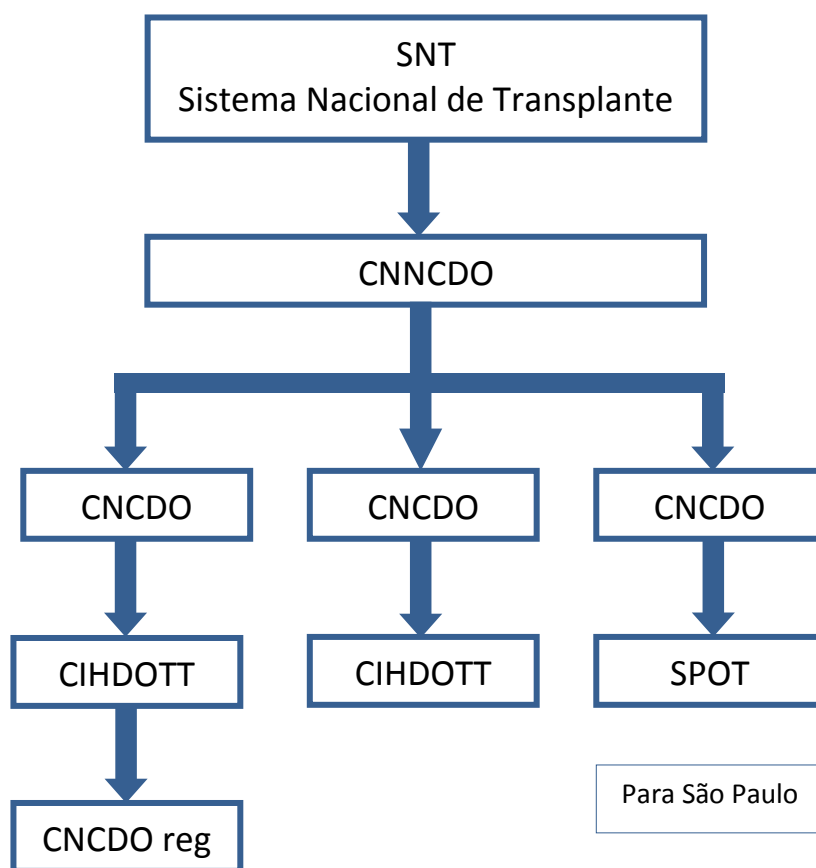 SNT
Sistema Nacional de Transplante
CNNCDO
CNCDO
CNCDO
CNCDO
CIHDOTT
CIHDOTT
SPOT
Para São Paulo
CNCDO reg